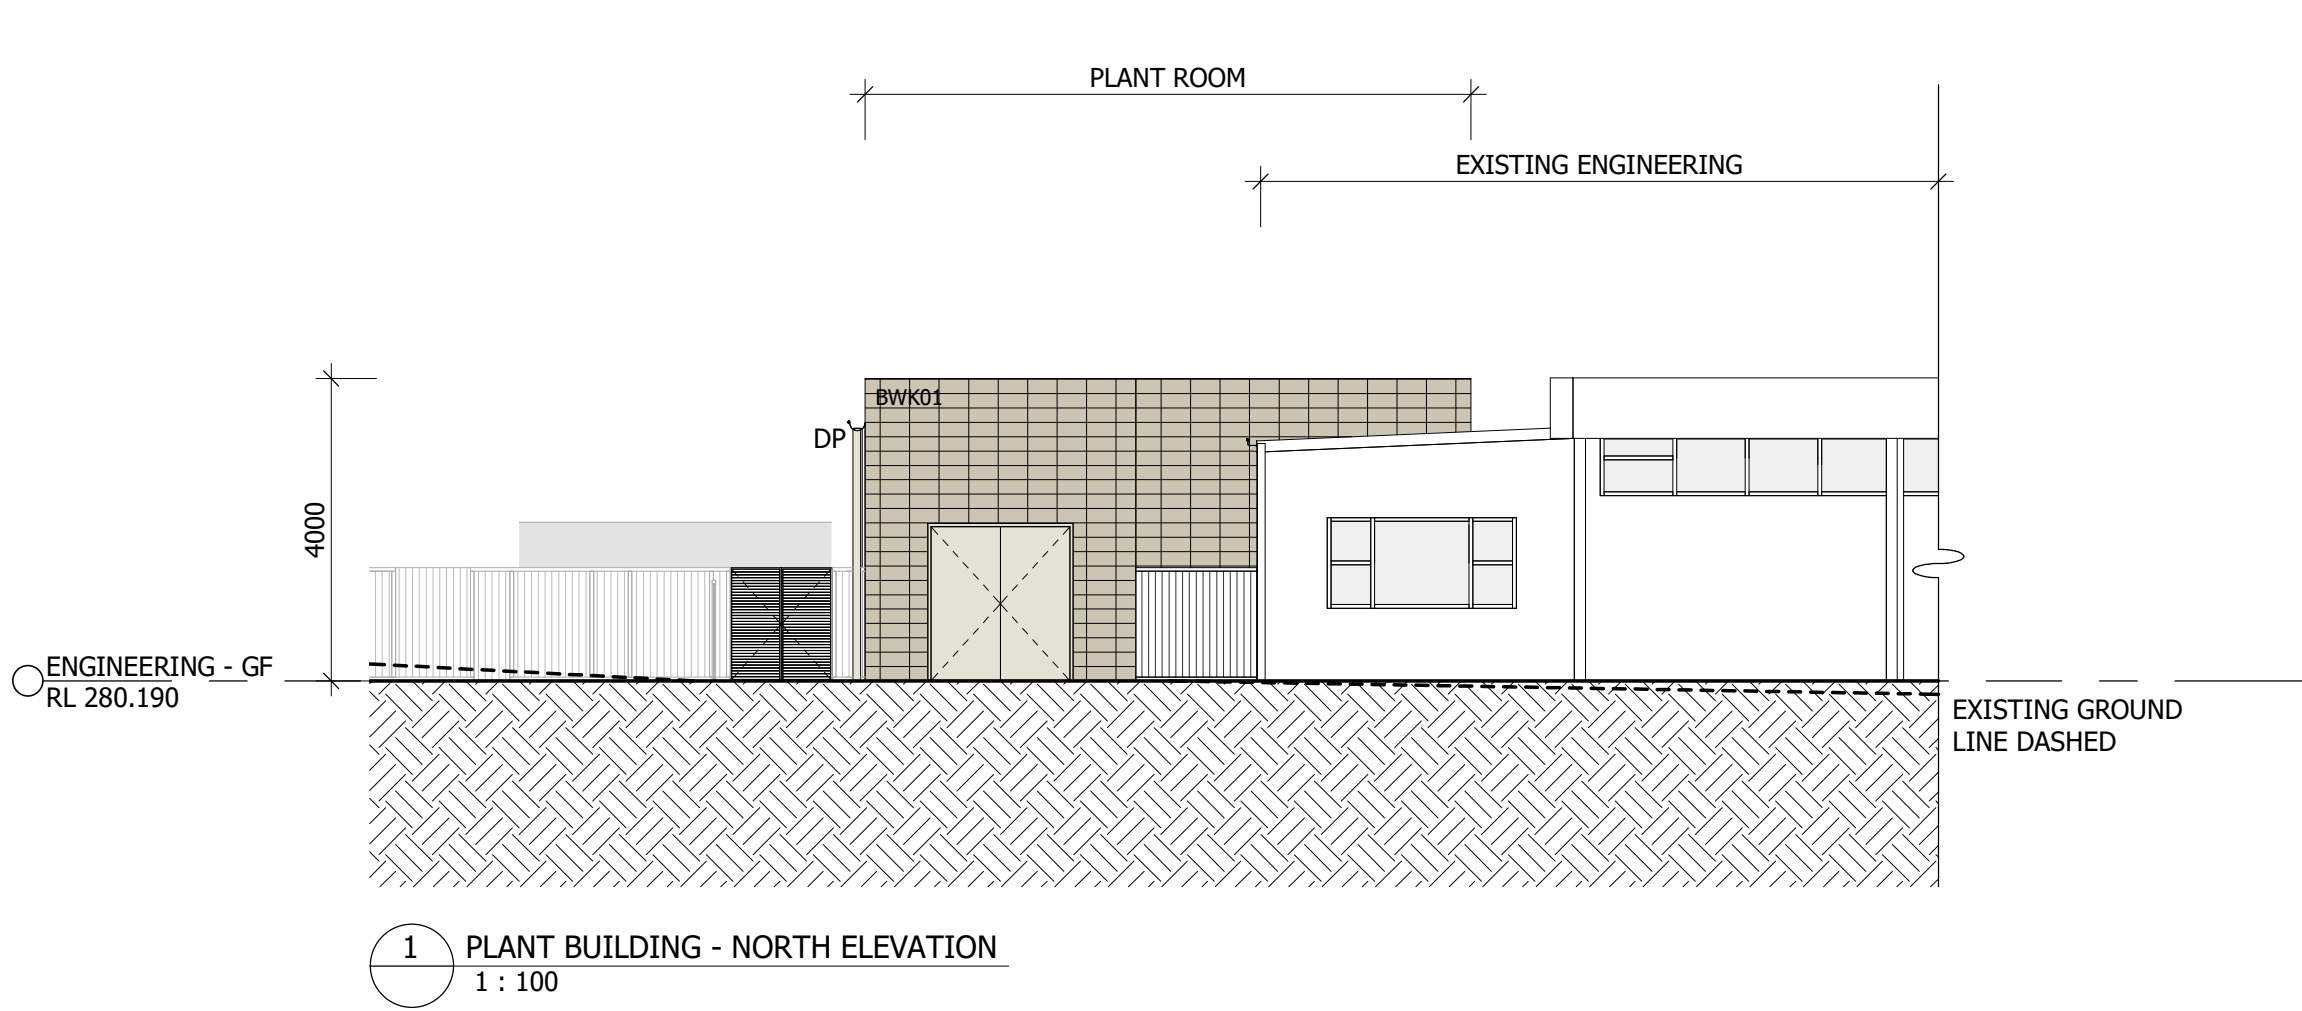 PLANT ROOM
EXISTING ENGINEERING
BWK01
DP
4000
ENGINEERING - GF
RL 280.190
EXISTING GROUND
LINE DASHED
1 PLANT BUILDING - NORTH ELEVATION
1 : 100